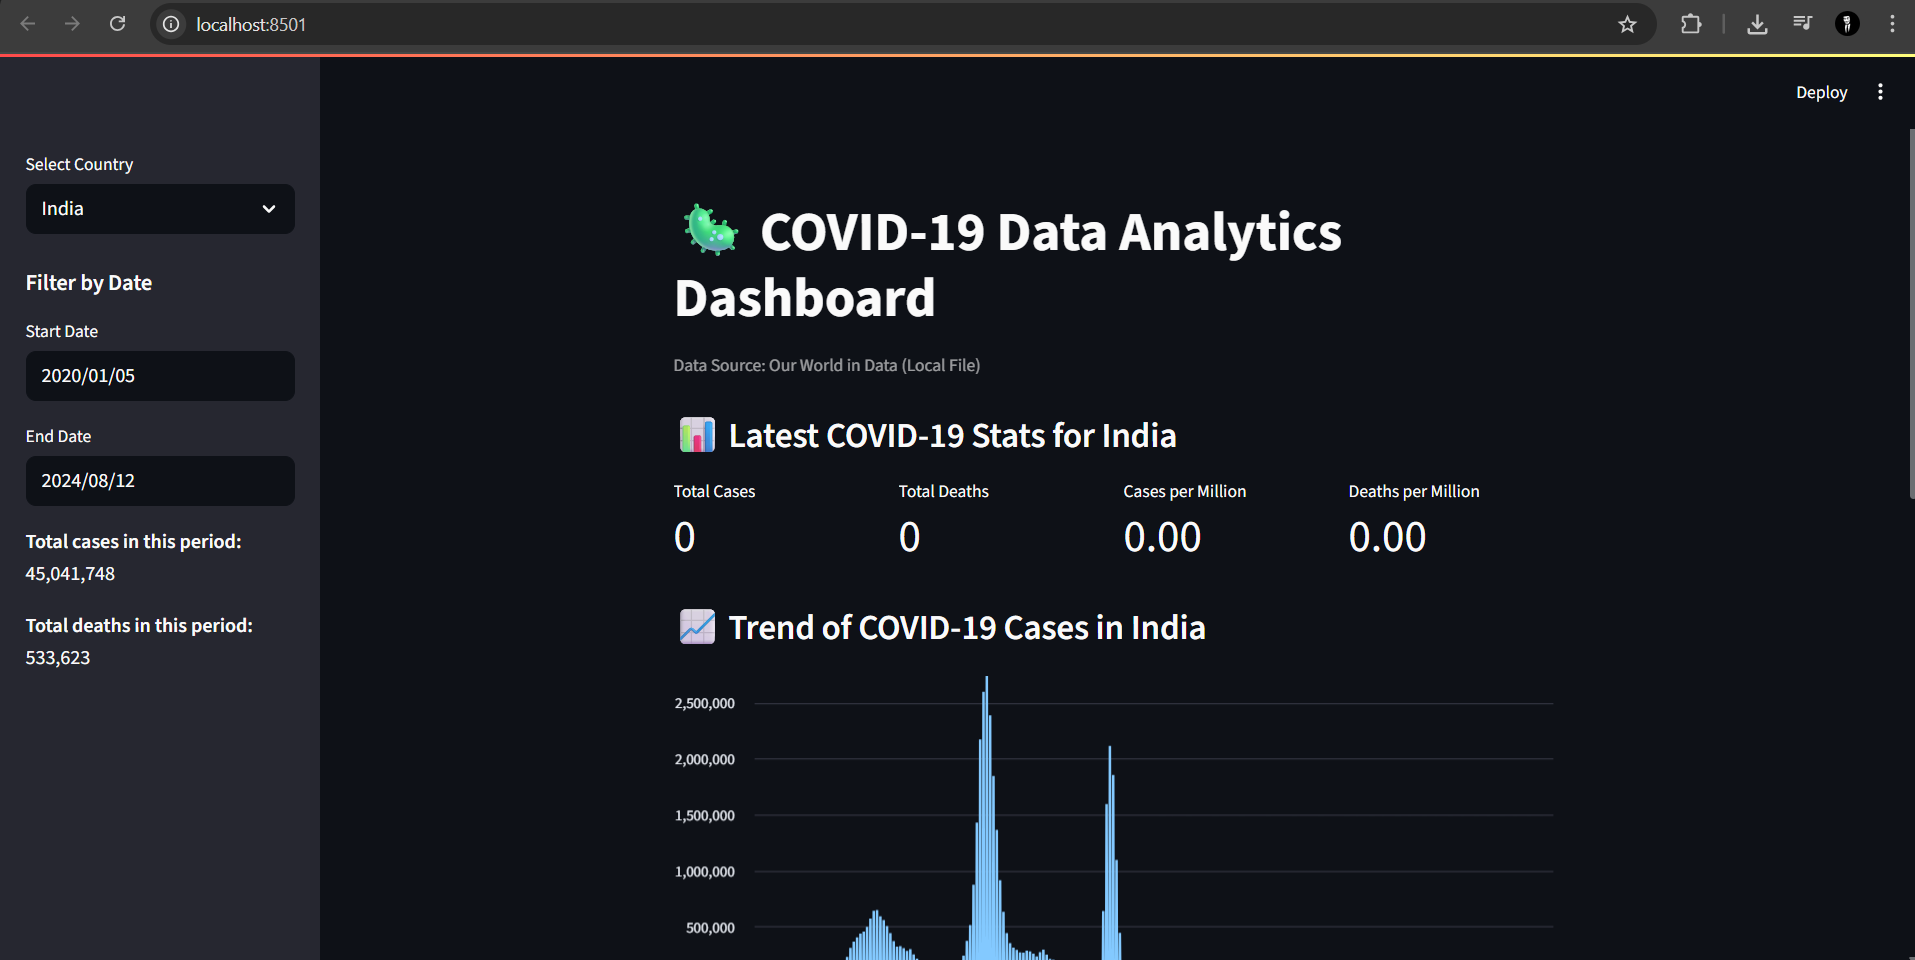 localhost:8501
Deploy
Select Country
India
Filter by Date
Start Date
2020/01/05
End Date
2024/08/12
Total cases in this period:
45,041,748
Total deaths in this period:
533,623
COVID-19 Data Analytics
Dashboard
Data Source: Our World in Data (Local File)
Latest COVID-19 Stats for India
Total Cases Total Deaths Cases per Million Deaths per Million
0 0 0.00 0.00
Trend of COVID-19 Cases in India
2,500,000
2,000,000
1,500,000
1,000,000
500,000